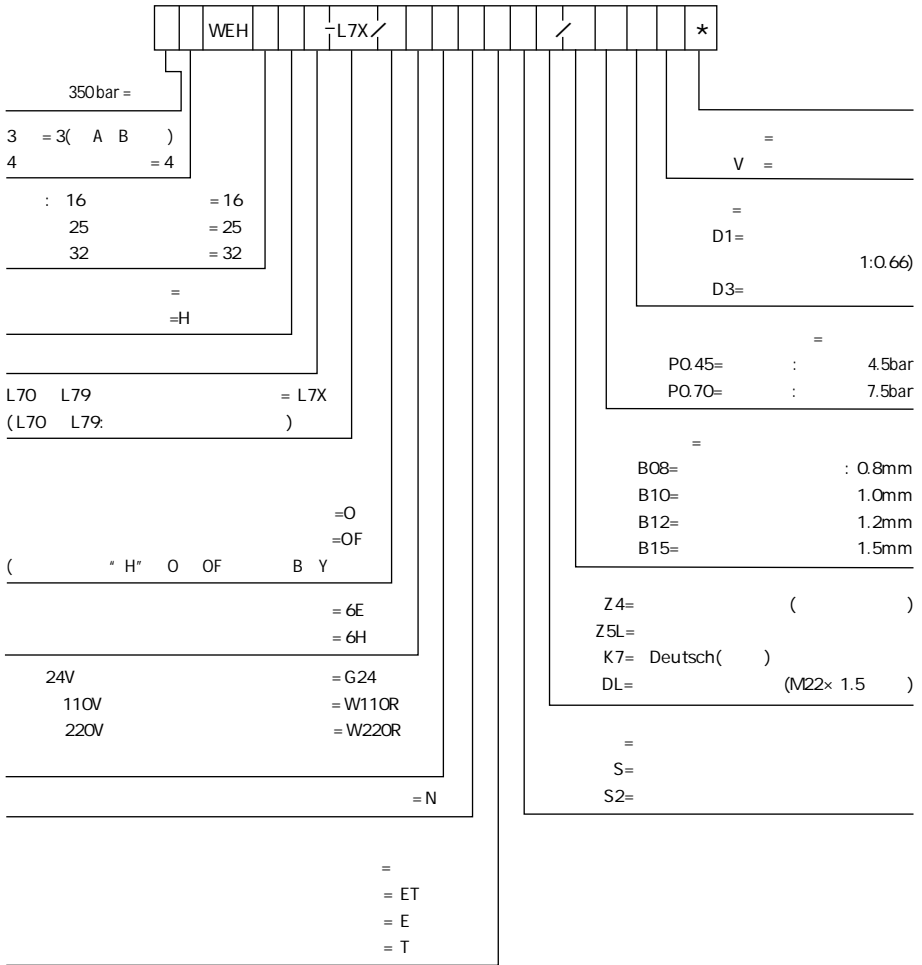 WEH -L7X/ / *
350bar =
3 = 3( A B )
4 = 4
: 16 = 16
25 = 25
32 = 32
=
=H
L70 L79 = L7X
(L70 L79: )
=O
=OF
( “ H” O OF B Y
= 6E
= 6H
24V = G24
110V = W110R
220V = W220R
= N
=
= ET
= E
= T
=
V =
=
D1=
1:0.66)
D3=
=
P0.45= : 4.5bar
P0.70= : 7.5bar
=
B08= : 0.8mm
B10= 1.0mm
B12= 1.2mm
B15= 1.5mm
Z4= ( )
Z5L=
K7= Deutsch( )
DL= (M22× 1.5 )
=
S=
S2=